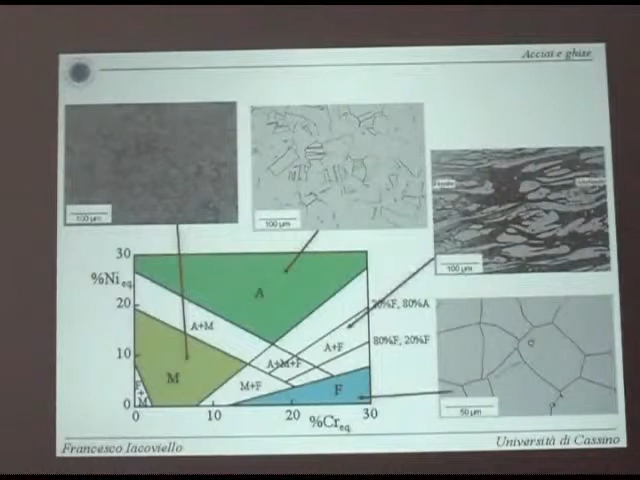 Acciai e ghise
100 µm
100 µm
100 µm
50 µm
30
%Ni eq
20
10
0
A
A+M
20%F, 80%A
A+F
80%F, 20%F
A+M+F
M
M+F
F
F
+
M
0
10
20
30
%Cr eq
Francesco Iacoviello
Università di Cassino